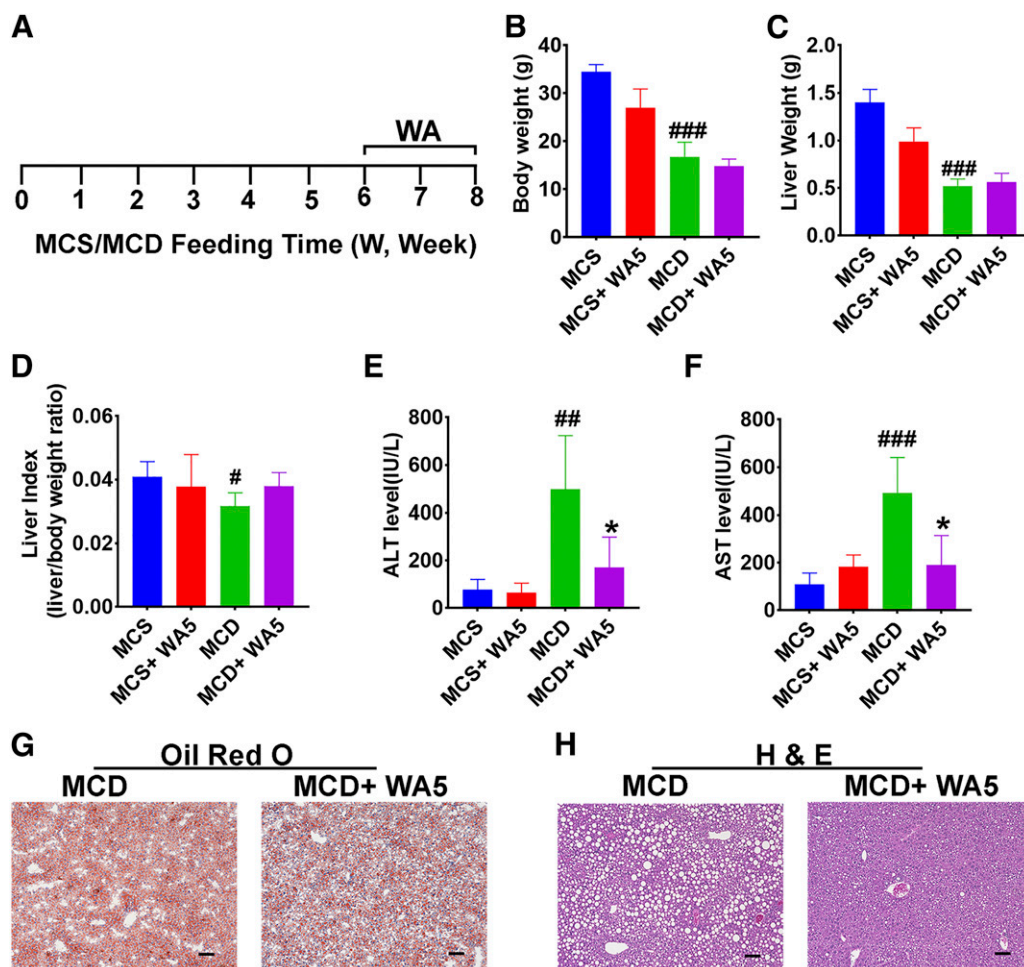 A
WA
0 1 2 3 4 5 6 7 8
MCS/MCD Feeding Time (W, Week)
B
Body weight (g)
40
30
20
10
0
###
MCS
MCS+ WA5
MCD
MCD+ WA5
C
Liver Weight (g)
2.0
1.5
1.0
0.5
0.0
###
MCS
MCS+ WA5
MCD
MCD+ WA5
D
Liver Index
(liver/body weight ratio)
0.06
0.04
0.02
0.00
#
MCS
MCS+ WA5
MCD
MCD+ WA5
E
ALT level(IU/L)
800
600
400
200
0
##
*
MCS
MCS+ WA5
MCD
MCD+ WA5
F
AST level(IU/L)
800
600
400
200
0
###
*
MCS
MCS+ WA5
MCD
MCD+ WA5
G
Oil Red O
MCD MCD+ WA5
H
H & E
MCD MCD+ WA5